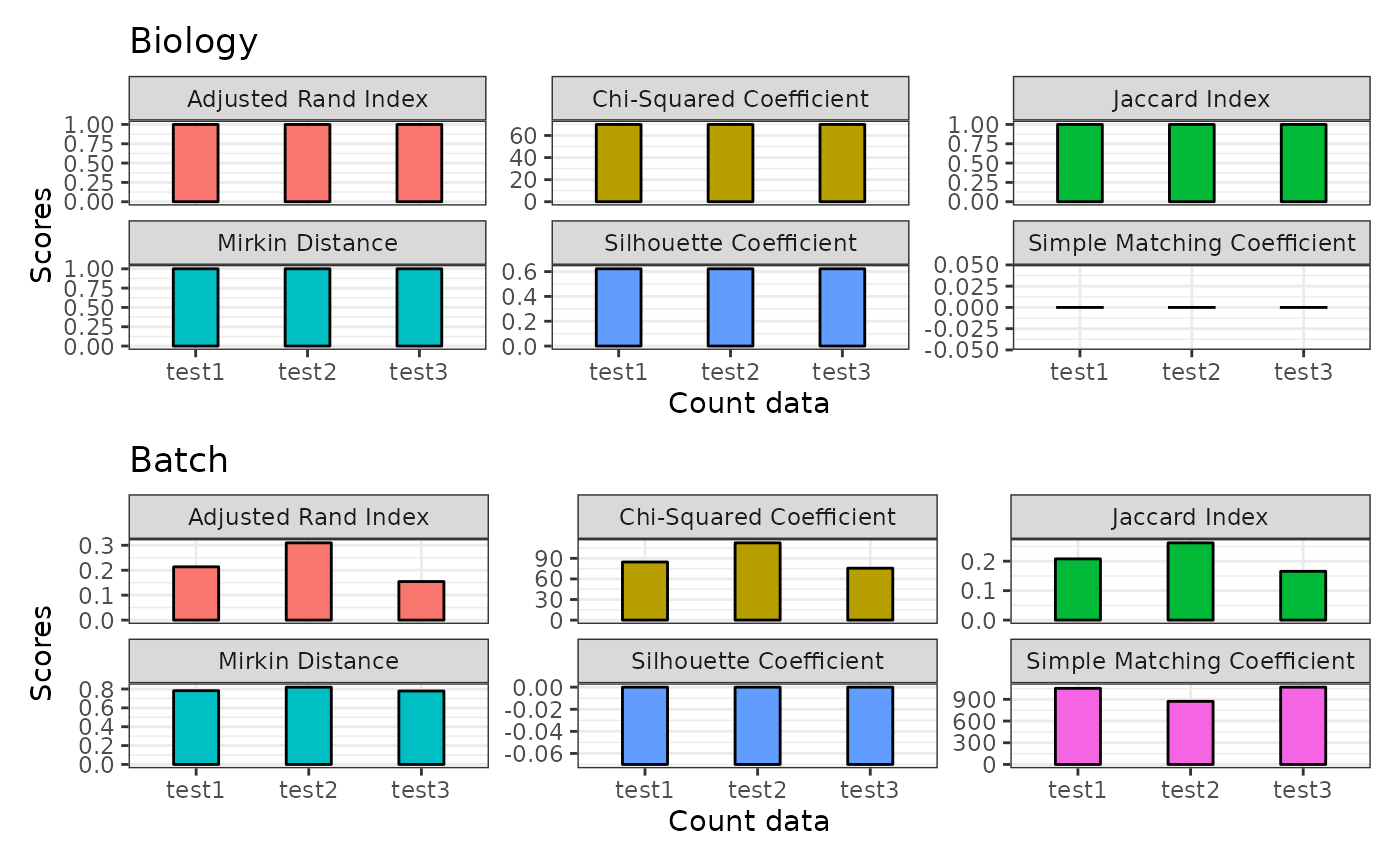 Biology
Adjusted Rand Index
Chi-Squared Coefficient
Jaccard Index
1.00
0.75
0.50
0.25
0.00
60
40
20
0
1.00
0.75
0.50
0.25
0.00
Scores
Mirkin Distance
Silhouette Coefficient
Simple Matching Coefficient
1.00
0.75
0.50
0.25
0.00
0.6
0.4
0.2
0.0
0.050
0.025
0.000
-0.025
-0.050
test1 test2 test3
test1 test2 test3
test1 test2 test3
Count data
Batch
Adjusted Rand Index
Chi-Squared Coefficient
Jaccard Index
0.3
0.2
0.1
0.0
90
60
30
0
0.2
0.1
0.0
Scores
Mirkin Distance
Silhouette Coefficient
Simple Matching Coefficient
0.8
0.6
0.4
0.2
0.0
0.00
-0.02
-0.04
-0.06
900
600
300
0
test1 test2 test3
test1 test2 test3
test1 test2 test3
Count data